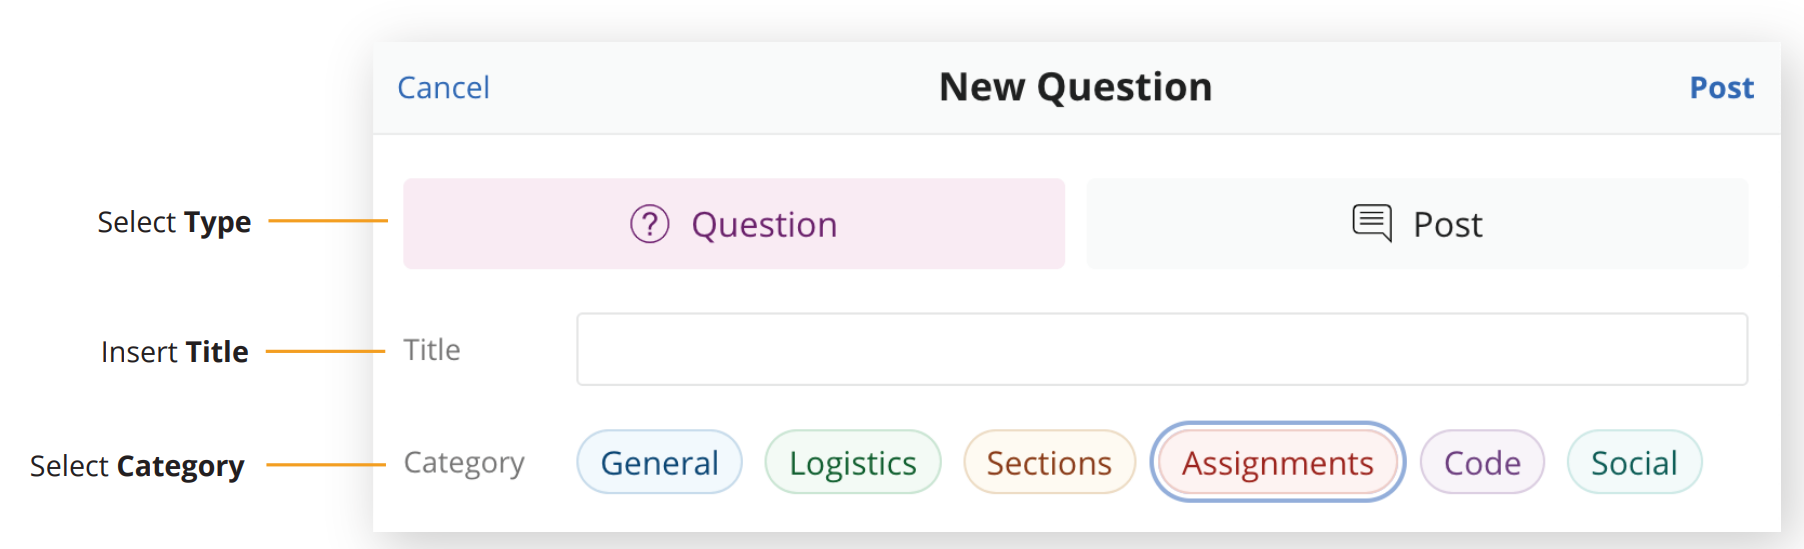 Cancel New Question Post
Select Type ? Question Post
Insert Title Title
Select Category Category General Logistics Sections Assignments Code Social